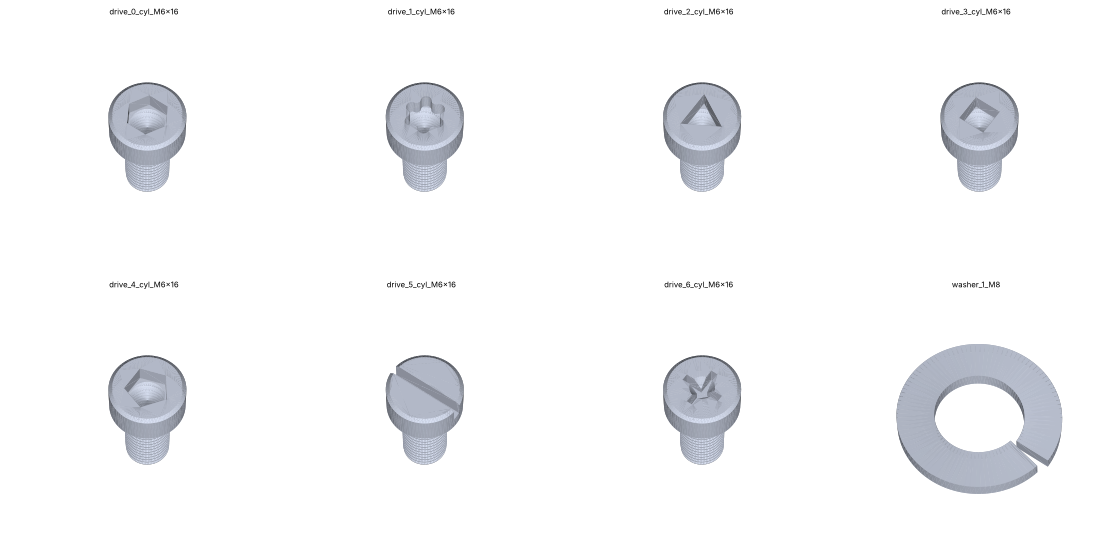 drive_0_cyl_M6×16
drive_1_cyl_M6×16
drive_2_cyl_M6×16
drive_3_cyl_M6×16
drive_4_cyl_M6×16
drive_5_cyl_M6×16
drive_6_cyl_M6×16
washer_1_M8